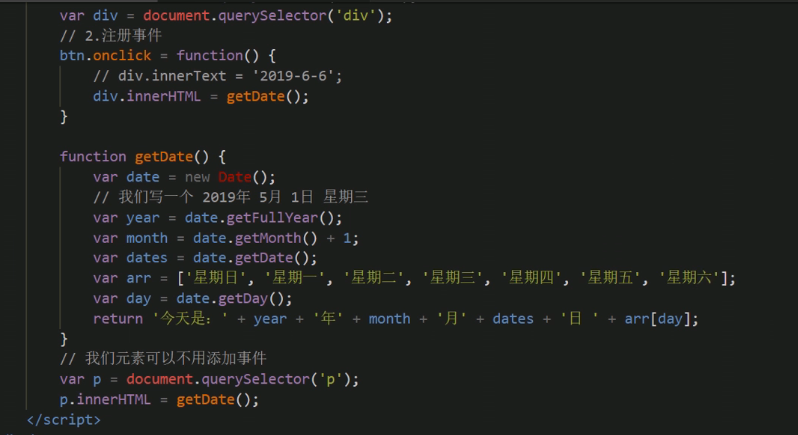 var div = document.querySelector('div');
// 2.注册事件
btn.onclick = function() {
// div.innerText = '2019-6-6';
div.innerHTML = getDate();
}
function getDate() {
var date = new Date();
// 我们写一个 2019年 5月 1日 星期三
var year = date.getFullYear();
var month = date.getMonth() + 1;
var dates = date.getDate();
var arr = ['星期日', '星期一', '星期二', '星期三', '星期四', '星期五', '星期六'];
var day = date.getDay();
return '今天是：' + year + '年' + month + '月' + dates + '日 ' + arr[day];
}
// 我们元素可以不用添加事件
var p = document.querySelector('p');
p.innerHTML = getDate();
</script>